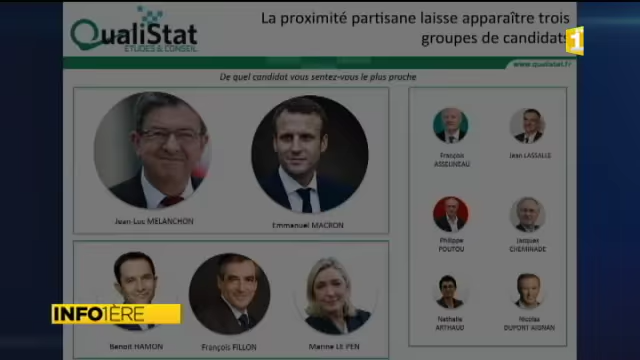 QualiStat
ETUDES & CONSEIL
La proximité partisane laisse apparaître trois
groupes de candidats
1
www.qualistat.fr
De quel candidat vous sentez-vous le plus proche
Jean-Luc MELANCHON
Emmanuel MACRON
François
ASSELINEAU
Jean LASSALLE
Philippe
POUTOU
Jacques
CHEMINADE
Benoit HAMON
François FILLON
Marine LE PEN
Nathalie
ARTHAUD
Nicolas
DUPONT AIGNAN
INFO1ÈRE